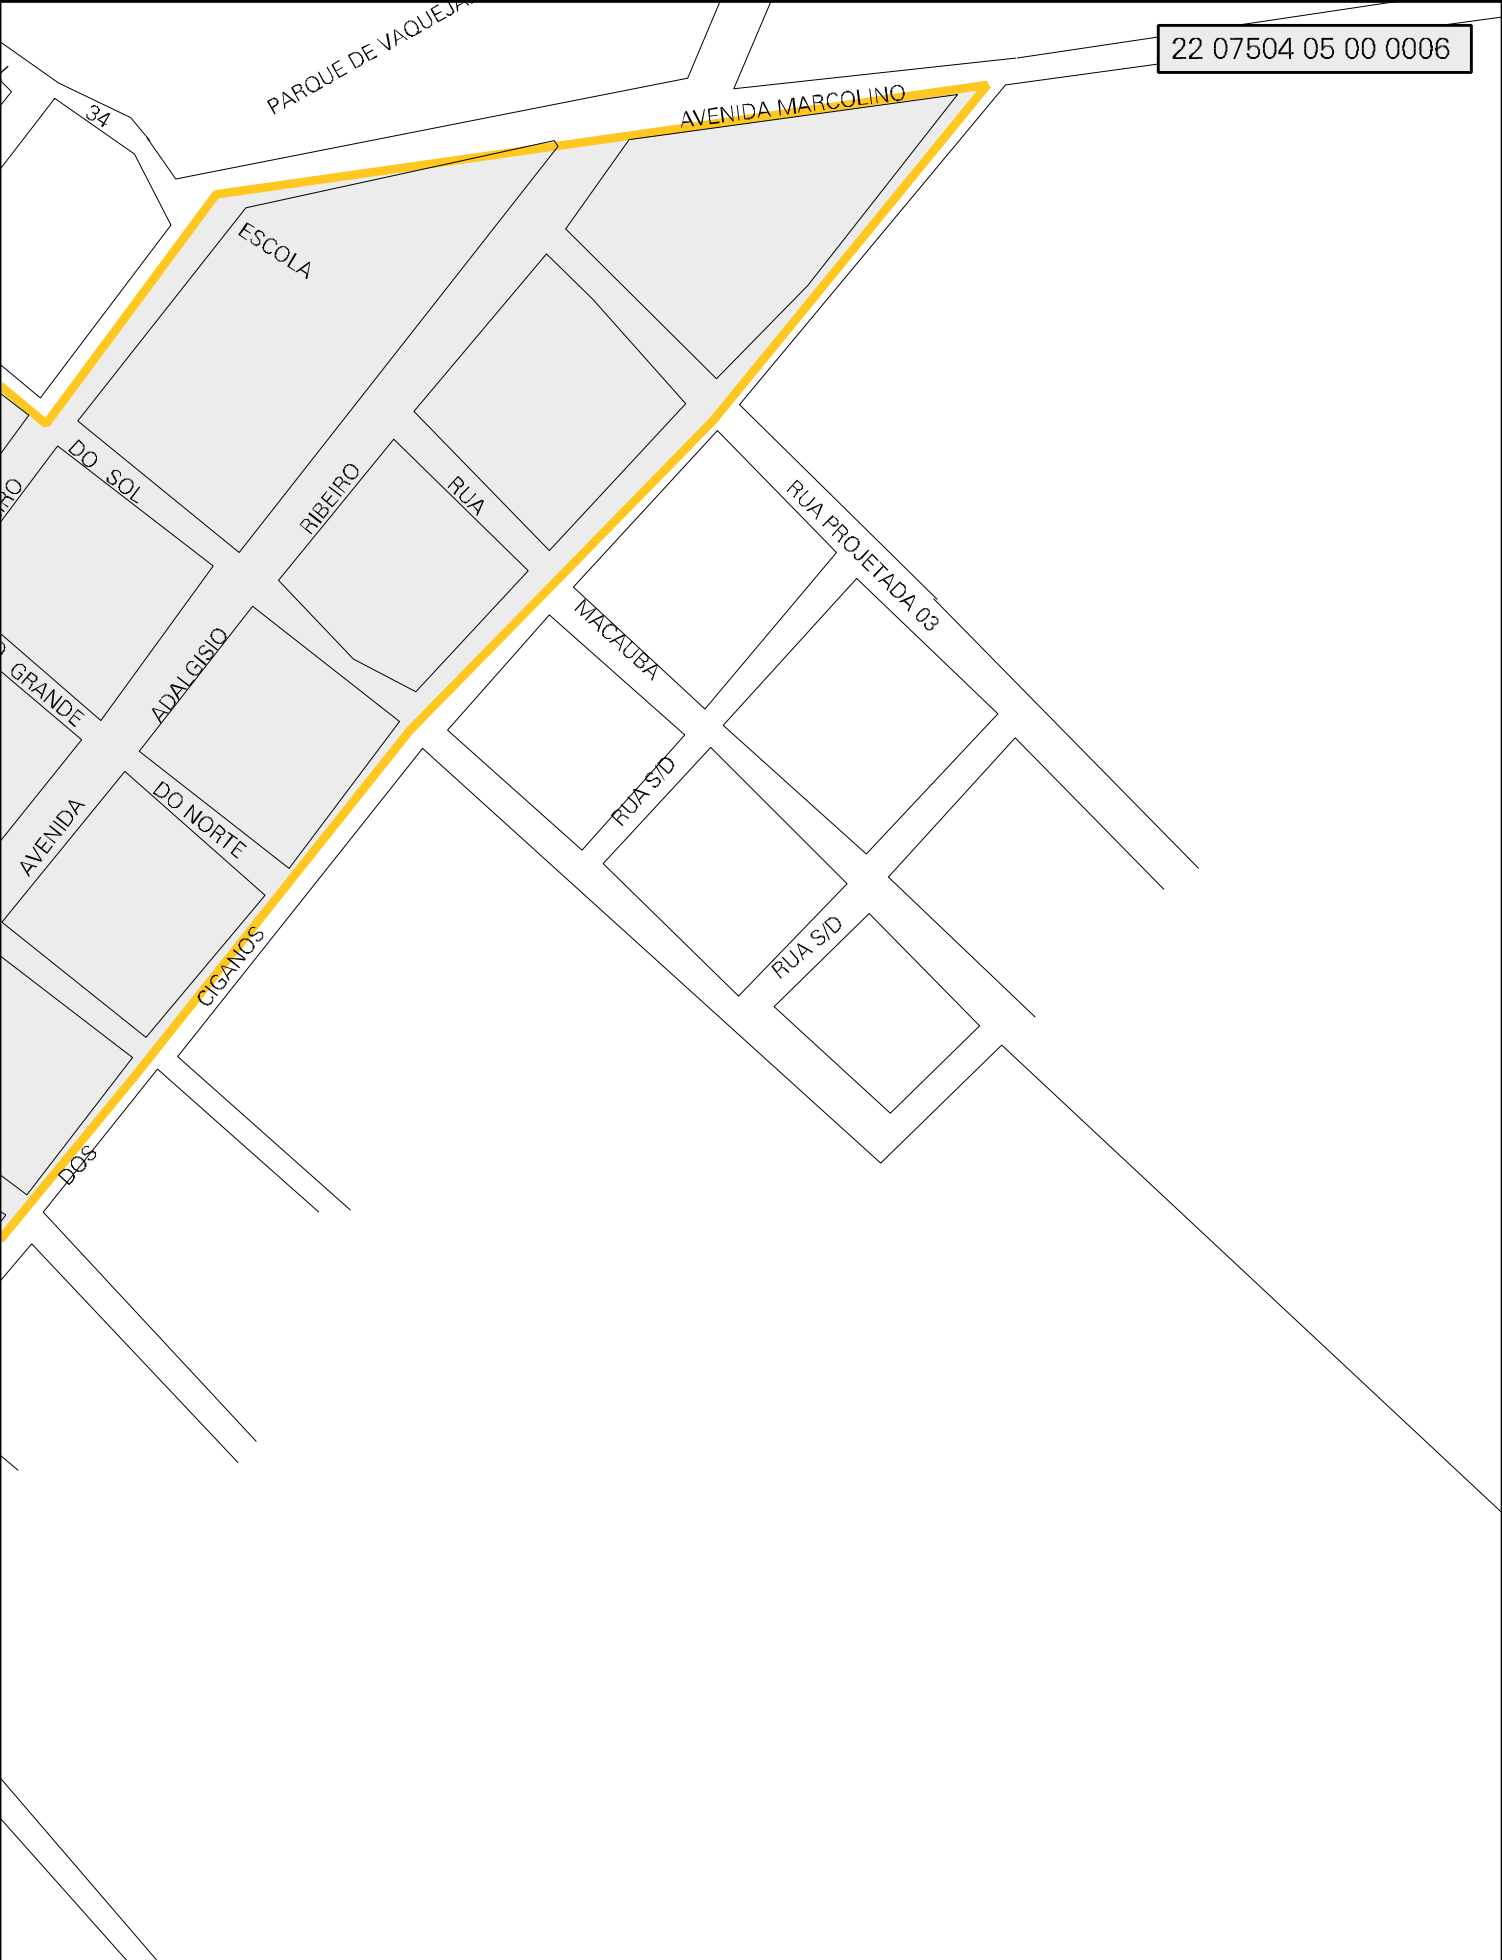 PARQUE DE
22 07504 05 00 0006
34
AVENIDA MARCOLINO
ESCOLA
DO SOL
RIBEIRO
RUA
RUA PROJETADA 03
MACAUBA
GRANDE
ADALGISIO
RUA S/D
DO NORTE
AVENIDA
RUA S/D
CIGANOS
DOS